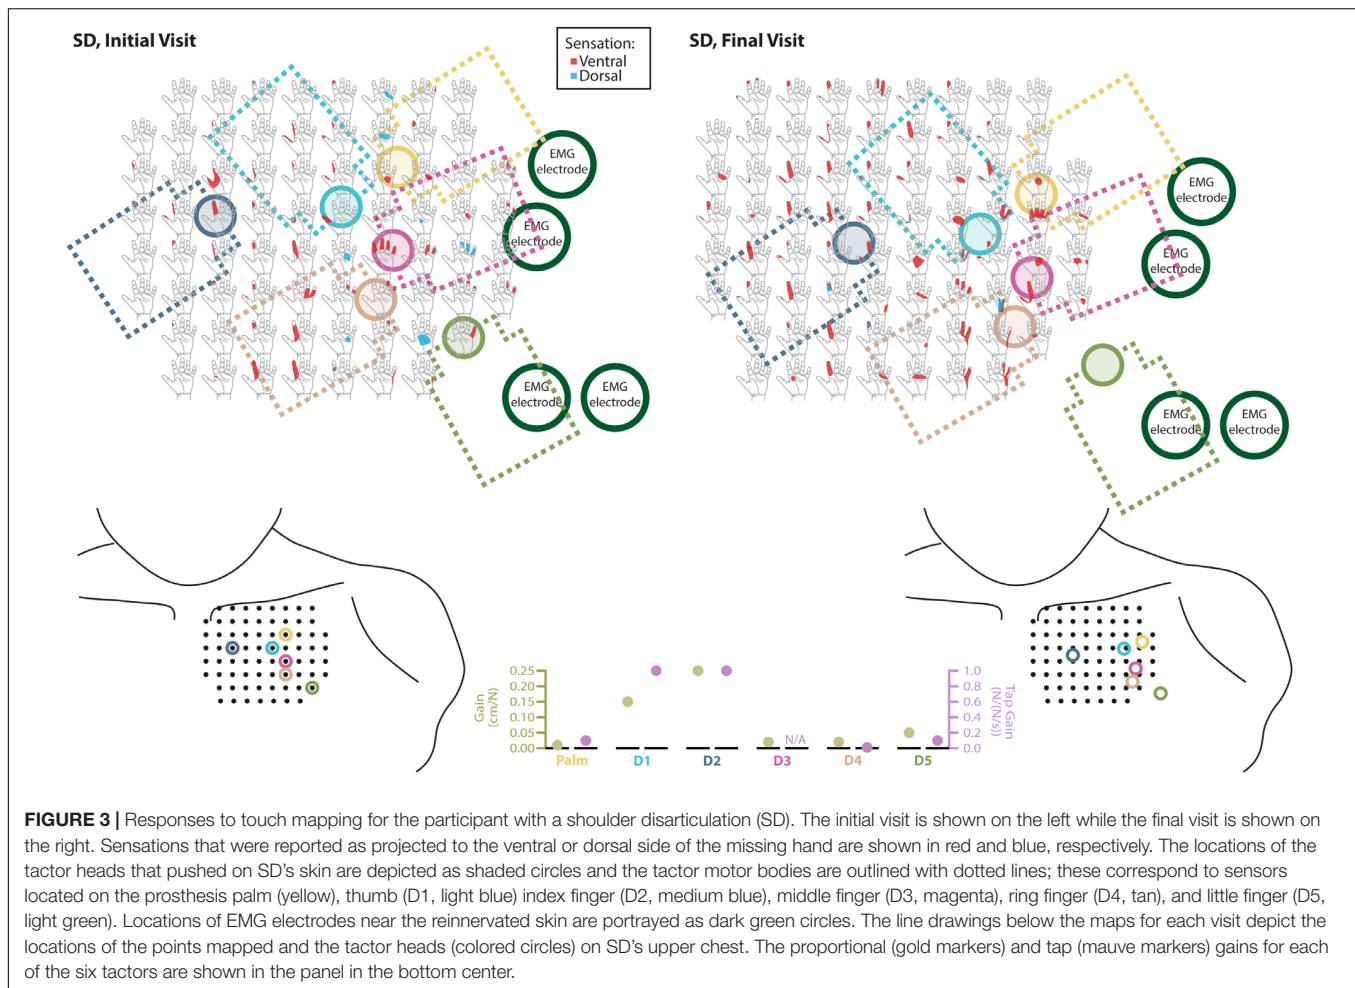 SD, Initial Visit
Sensation:
Ventral
Dorsal
SD, Final Visit
EMG
electrode
EMG
electrode
EMG
electrode
EMG
electrode
EMG
electrode
EMG
electrode
EMG
electrode
EMG
electrode
Gain
(cm/N)
0.25
0.20
0.15
0.10
0.05
0.00
N/A
1.0
0.8
0.6
0.4
0.2
0.0
Tap Gain
(N/(N/s))
Palm D1 D2 D3 D4 D5
FIGURE 3 | Responses to touch mapping for the participant with a shoulder disarticulation (SD). The initial visit is shown on the left while the final visit is shown on
the right. Sensations that were reported as projected to the ventral or dorsal side of the missing hand are shown in red and blue, respectively. The locations of the
tactor heads that pushed on SD's skin are depicted as shaded circles and the tactor motor bodies are outlined with dotted lines; these correspond to sensors
located on the prosthesis palm (yellow), thumb (D1, light blue) index finger (D2, medium blue), middle finger (D3, magenta), ring finger (D4, tan), and little finger (D5,
light green). Locations of EMG electrodes near the reinnervated skin are portrayed as dark green circles. The line drawings below the maps for each visit depict the
locations of the points mapped and the tactor heads (colored circles) on SD's upper chest. The proportional (gold markers) and tap (mauve markers) gains for each
of the six tactors are shown in the panel in the bottom center.